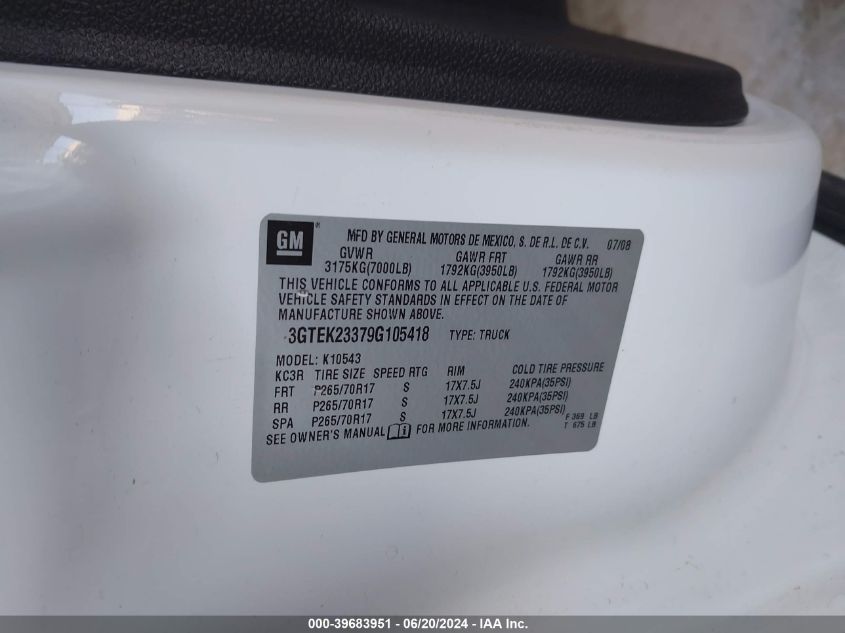 GM
MFD BY GENERAL MOTORS DE MEXICO, S. DE R.L. DE C.V. 07/08
GVWR GAWR FRT GAWR RR
3175KG(7000LB) 1792KG(3950LB) 1792KG(3950LB)
THIS VEHICLE CONFORMS TO ALL APPLICABLE U.S. FEDERAL MOTOR
VEHICLE SAFETY STANDARDS IN EFFECT ON THE DATE OF
MANUFACTURE SHOWN ABOVE.
3GTEK23379G105418 TYPE: TRUCK
MODEL: K10543
KC3R TIRE SIZE SPEED RTG RIM COLD TIRE PRESSURE
FRT P265/70R17 S 17X7.5J 240KPA(35PSI)
RR P265/70R17 S 17X7.5J 240KPA(35PSI)
SPA P265/70R17 S 17X7.5J 240KPA(35PSI)
F 369 LB
T 675 LB
SEE OWNER'S MANUAL FOR MORE INFORMATION.
000-39683951 - 06/20/2024 - IAA Inc.